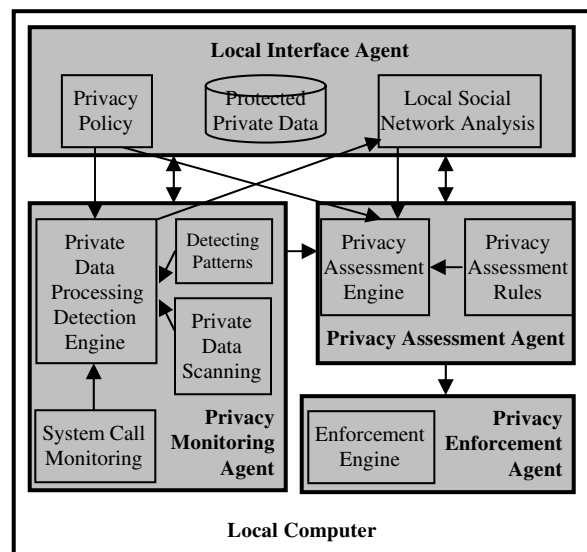 Local Interface Agent
Privacy
Policy
Protected
Private Data
Local Social
Network Analysis
Private
Data
Processing
Detection
Engine
Detecting
Patterns
Private
Data
Scanning
System Call
Monitoring
Privacy
Monitoring
Agent
Privacy
Assessment
Engine
Privacy
Assessment
Rules
Privacy Assessment Agent
Enforcement
Engine
Privacy
Enforcement
Agent
Local Computer